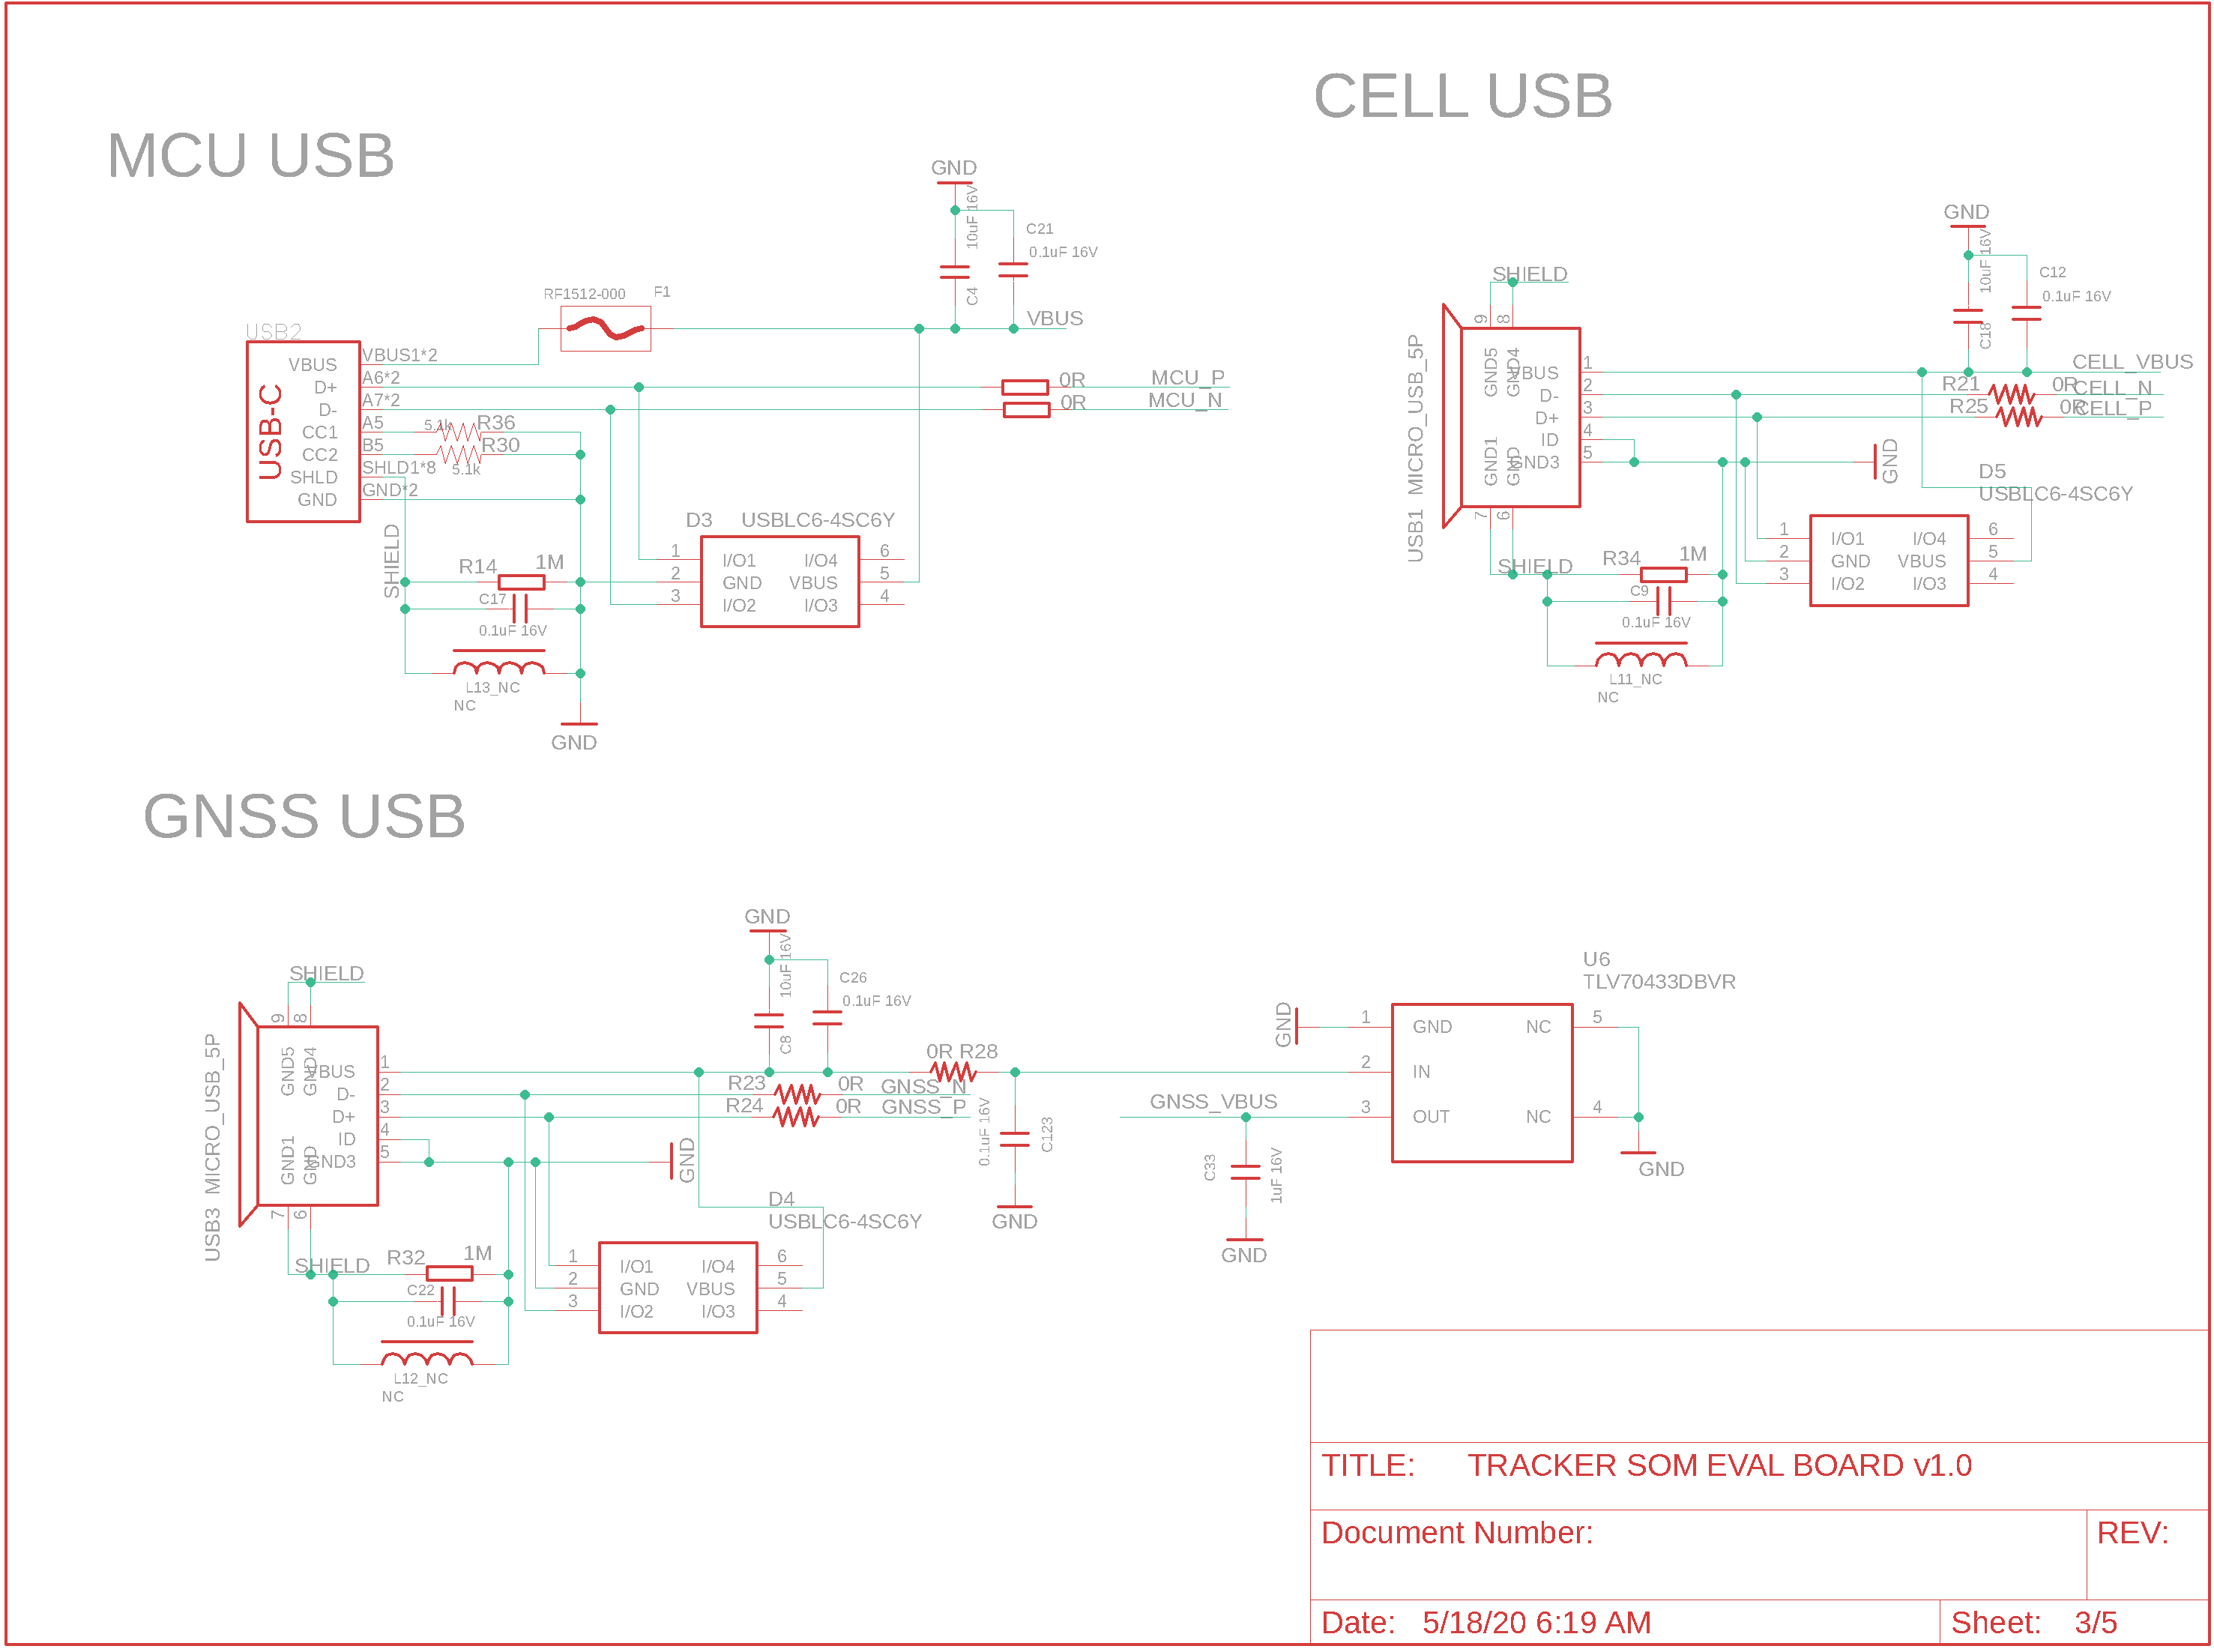 MCU USB
GND
10uF 16V
C4
C21
0.1uF 16V
VBUS
RF1512-000
F1
USB2
USB-C
VBUS
D+
D-
CC1
CC2
SHLD
GND
VBUS1*2
A6*2
A7*2
A5
B5
SHLD1*8
GND*2
5.1k
R36
R30
5.1k
0R
MCU_P
0R
MCU_N
SHIELD
R14
1M
C17
0.1uF 16V
L13_NC
NC
GND
D3
USBLC6-4SC6Y
1
2
3
I/O1
GND
I/O2
I/O4
VBUS
I/O3
6
5
4
CELL USB
GND
10uF 16V
C18
C12
0.1uF 16V
SHIELD
9
8
USB1
MICRO_USB_5P
GND5
GND4
GND1
GND
VBUS
D-
D+
ID
GND3
1
2
3
4
5
7
6
CELL_VBUS
R21
0R
CELL_N
R25
0R
CELL_P
GND
D5
USBLC6-4SC6Y
1
2
3
I/O1
GND
I/O2
I/O4
VBUS
I/O3
6
5
4
SHIELD
R34
1M
C9
0.1uF 16V
L11_NC
NC
GNSS USB
GND
10uF 16V
C8
C26
0.1uF 16V
SHIELD
9
8
USB3
MICRO_USB_5P
GND5
GND4
GND1
GND
VBUS
D-
D+
ID
GND3
1
2
3
4
5
7
6
R23
0R
GNSS_N
R24
0R
GNSS_P
0R R28
0.1uF 16V
C123
GND
GND
D4
USBLC6-4SC6Y
1
2
3
I/O1
GND
I/O2
I/O4
VBUS
I/O3
6
5
4
SHIELD
R32
1M
C22
0.1uF 16V
L12_NC
NC
U6
TLV70433DBVR
GND
1
2
3
GND
IN
OUT
NC
NC
5
4
GND
GNSS_VBUS
C33
1uF 16V
GND
TITLE: TRACKER SOM EVAL BOARD v1.0
Document Number:
REV:
Date: 5/18/20 6:19 AM
Sheet: 3/5